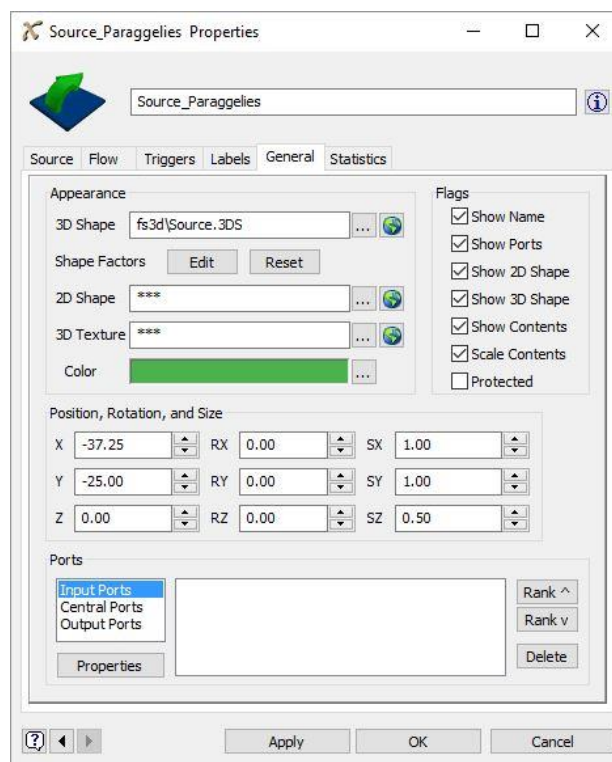 Source_Paraggelies Properties
Source_Paraggelies
Source Flow Triggers Labels General Statistics
Appearance
3D Shape fs3d\Source.3DS ...
Shape Factors Edit Reset
2D Shape *** ...
3D Texture *** ...
Color ...
Flags
Show Name
Show Ports
Show 2D Shape
Show 3D Shape
Show Contents
Scale Contents
Protected
Position, Rotation, and Size
X -37.25 RX 0.00 SX 1.00
Y -25.00 RY 0.00 SY 1.00
Z 0.00 RZ 0.00 SZ 0.50
Ports
Input Ports
Central Ports
Output Ports
Properties
Rank ^
Rank v
Delete
? Apply OK Cancel